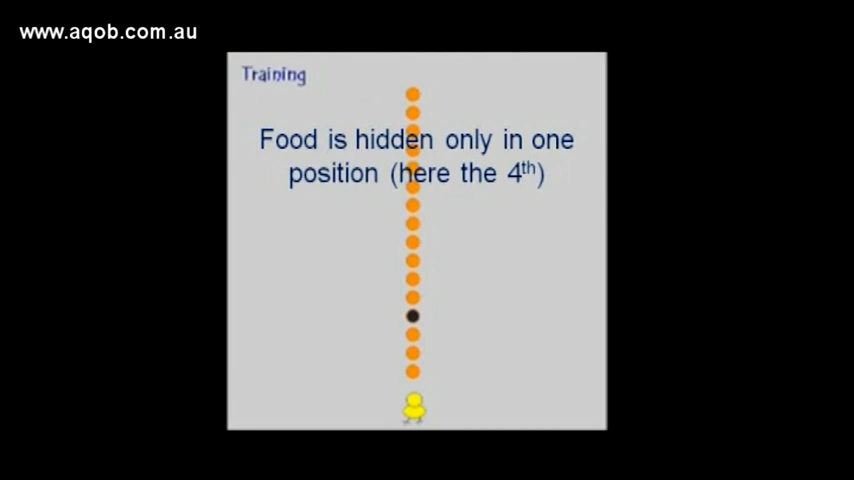 www.aqob.com.au
Training
Food is hidden only in one
position (here the 4th)